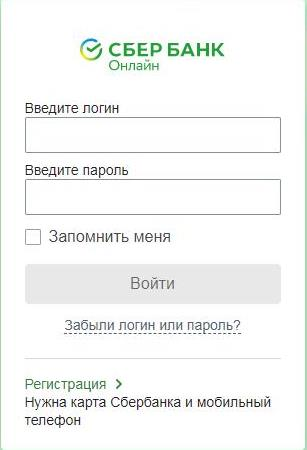 СБЕР БАНК
Онлайн
Введите логин
Введите пароль
Запомнить меня
Войти
Забыли логин или пароль?
Регистрация
Нужна карта Сбербанка и мобильный
телефон